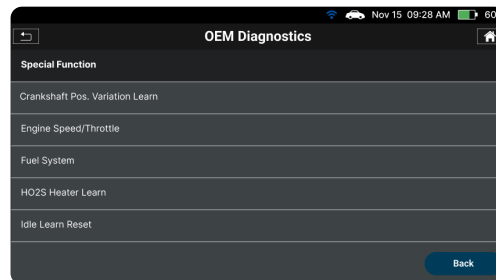 Nov 15 09:28 AM 60
OEM Diagnostics
Special Function
Crankshaft Pos. Variation Learn
Engine Speed/Throttle
Fuel System
HO2S Heater Learn
Idle Learn Reset
Back